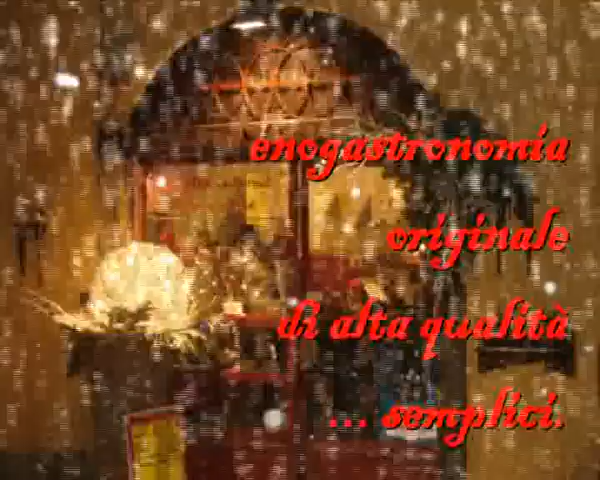 enogastronomia
originale
di alta qualità
... semplici.